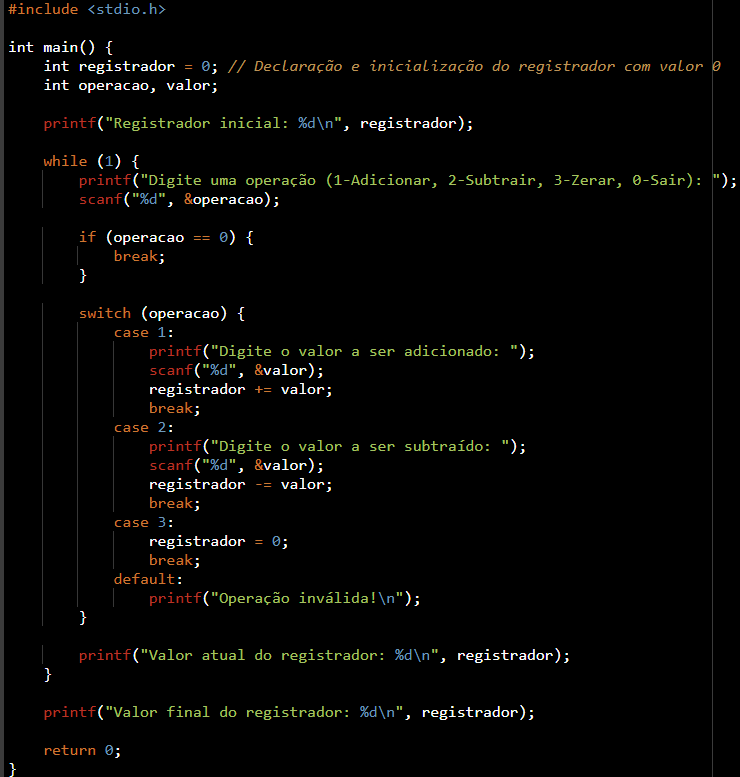 #include <stdio.h>
int main() {
int registrador = 0; // Declaração e inicialização do registrador com valor 0
int operacao, valor;
printf("Registrador inicial: %d\n", registrador);
while (1) {
printf("Digite uma operação (1-Adicionar, 2-Subtrair, 3-Zerar, 0-Sair): ");
scanf("%d", &operacao);
if (operacao == 0) {
break;
}
switch (operacao) {
case 1:
printf("Digite o valor a ser adicionado: ");
scanf("%d", &valor);
registrador += valor;
break;
case 2:
printf("Digite o valor a ser subtraído: ");
scanf("%d", &valor);
registrador -= valor;
break;
case 3:
registrador = 0;
break;
default:
printf("Operação inválida!\n");
}
printf("Valor atual do registrador: %d\n", registrador);
}
printf("Valor final do registrador: %d\n", registrador);
return 0;
}